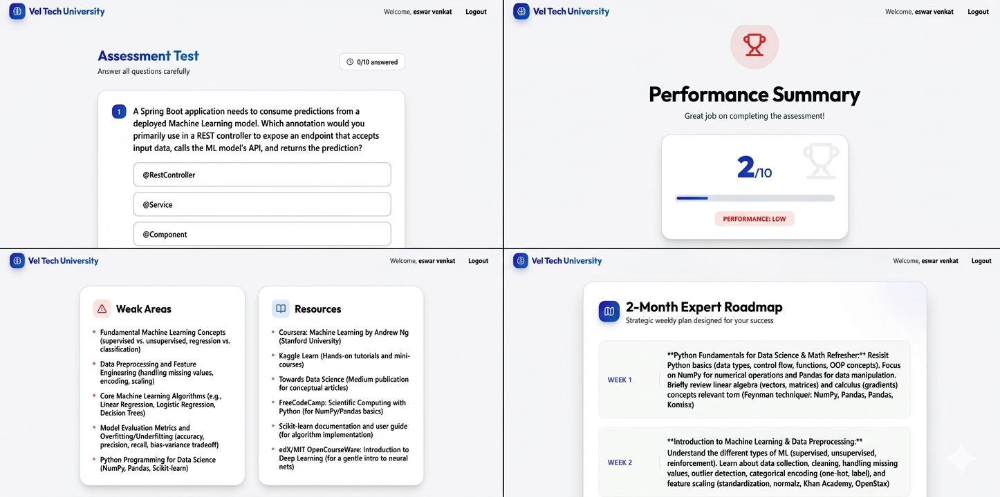 Vel Tech University
Welcome, eswar venkat
Logout
Assessment Test
Answer all questions carefully
0/10 answered
1
A Spring Boot application needs to consume predictions from a
deployed Machine Learning model. Which annotation would you
primarily use in a REST controller to expose an endpoint that accepts
input data, calls the ML model's API, and returns the prediction?
@RestController
@Service
@Component
Vel Tech University
Welcome, eswar venkat
Logout
Performance Summary
Great job on completing the assessment!
2/10
PERFORMANCE: LOW
Vel Tech University
Welcome, eswar venkat
Logout
Weak Areas
Fundamental Machine Learning Concepts
(supervised vs. unsupervised, regression vs.
classification)
Data Preprocessing and Feature
Enginesring (handling missing values,
encoding, scaling)
Core Machine Learning Algorithms (e.g.,
Linear Regression, Logistic Regression,
Decision Trees)
Model Evaluation Metrics and
Overfitting/Underfitting (accuracy,
precision, recall, bias-variance tradeoff)
Python Programming for Data Science
(NumPy, Pandas, Scikit-learn)
Resources
Coursera: Machine Learning by Andrew Ng
(Stanford University)
Kaggle Learn (Hands-on tutorials and mini-
courses)
Towards Data Science (Medium publication
for conceptual articles)
FreeCodeCamp: Scientific Computing with
Python (for NumPy/Pandas basics)
Scikit-learn documentation and user guide
(for algorithm implementation)
edX/MIT OpenCourseWare: Introduction to
Deep Learning (for a gentle intro to neural
nets)
Vel Tech University
Welcome, eswar venkat
Logout
2-Month Expert Roadmap
Strategic weekly plan designed for your success
WEEK 1
**Python Fundamentals for Data Science & Math Refresher:** Resisit
Python basics (data types, control flow, functions, OOP concepts). Focus
on NumPy for numerical operations and Pandas for data manipulation.
Briefly review linear algebra (vectors, matrices) and calculus (gradients)
concepts relevant tom (Feynman technique: NumPy, Pandas, Pandas,
Komisx)
WEEK 2
**Introduction to Machine Learning & Data Preprocessing:**
Understand the different types of ML (supervised, unsupervised,
reinforcement). Learn about data collection, cleaning, handling missing
values, outlier detection, categorical encoding (one-hot, label), and
feature scaling (standardization, normalz, Khan Academy, OpenStax)